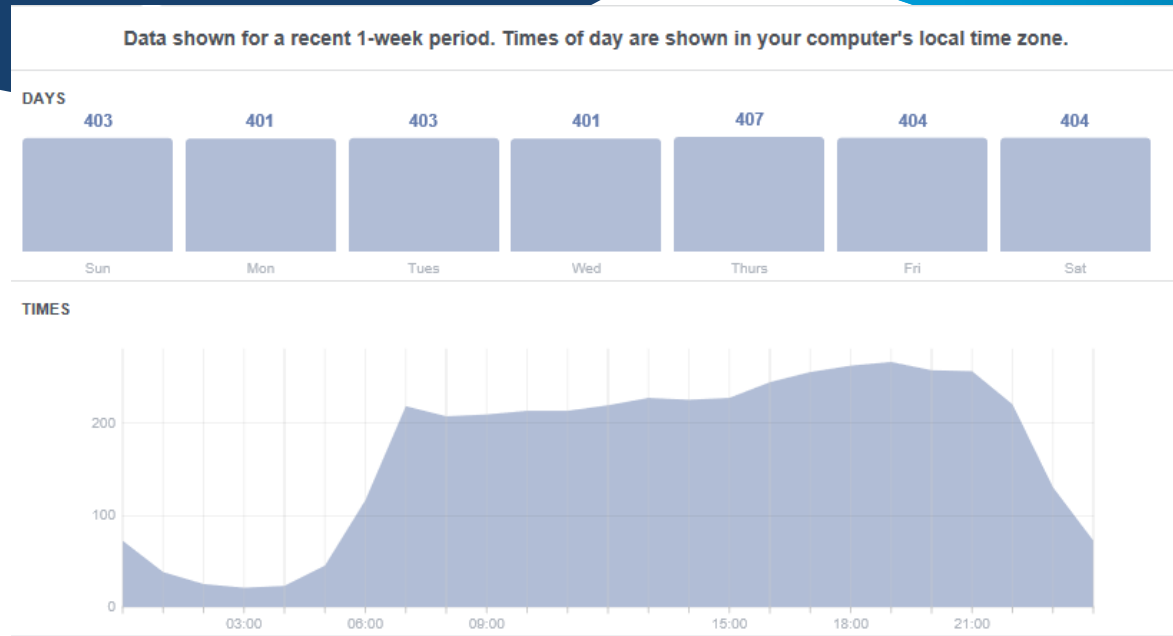 Data shown for a recent 1-week period. Times of day are shown in your computer's local time zone.
DAYS
403 401 403 401 407 404 404
Sun Mon Tues Wed Thurs Fri Sat
TIMES
200
100
0
03:00 06:00 09:00 15:00 18:00 21:00